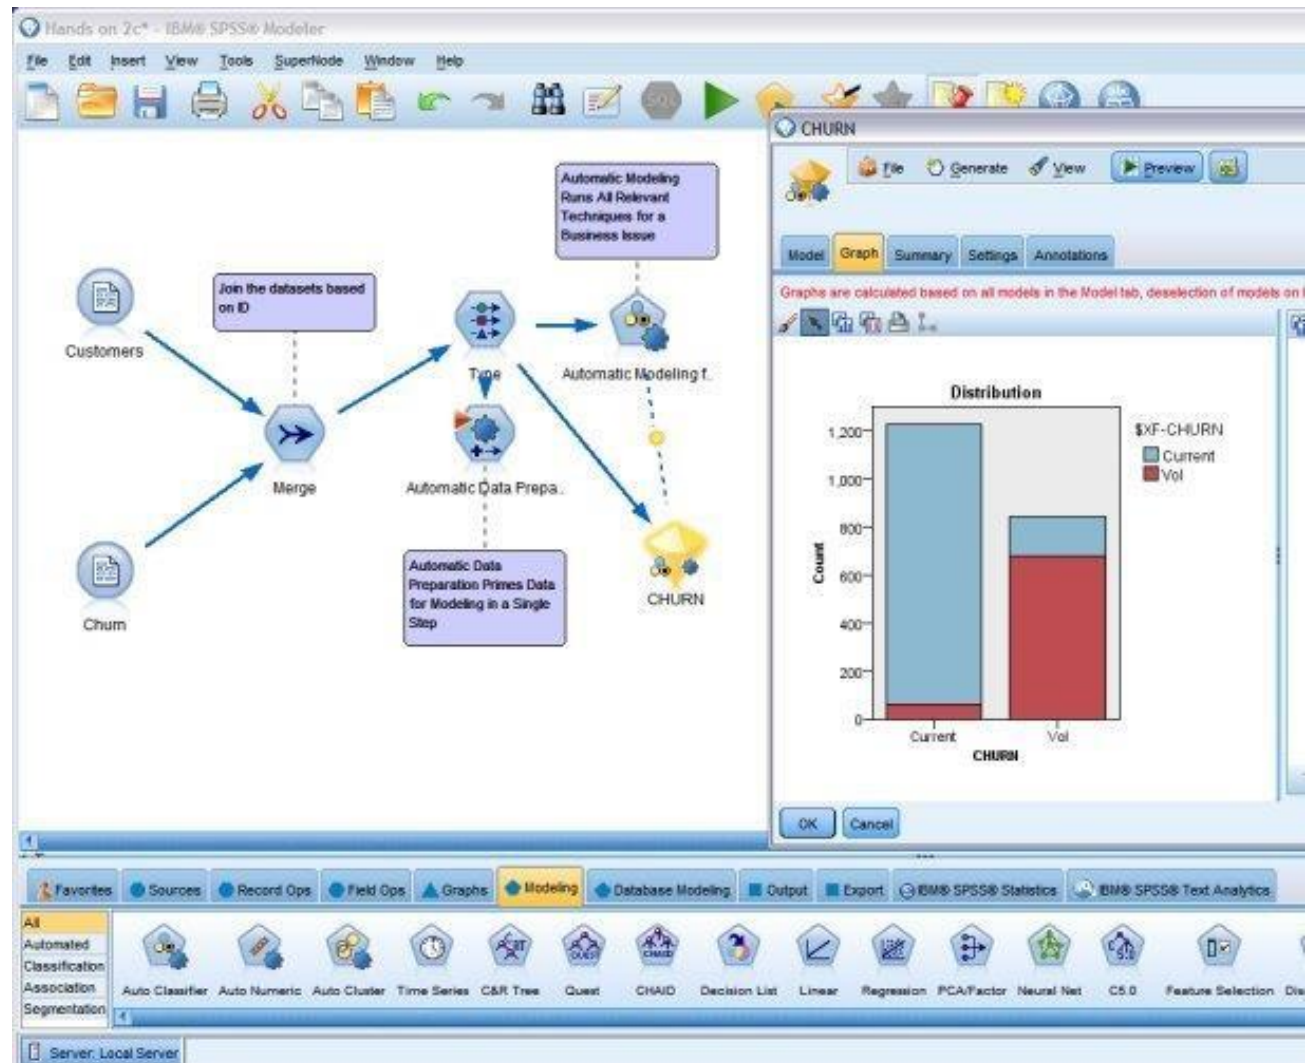 Hands on 2c* - IBM® SPSS® Modeler
File Edit Insert View Tools SuperNode Window Help
SQL
CHURN
File Generate View Preview
Model Graph Summary Settings Annotations
Graphs are calculated based on all models in the Model tab, deselection of models on
Automatic Modeling
Runs All Relevant
Techniques for a
Business Issue
Join the datasets based
on ID
Customers
Type
Automatic Modeling f..
Merge
Automatic Data Prepa..
Automatic Data
Preparation Primes Data
for Modeling in a Single
Step
CHURN
Churn
Distribution
Count
1,200
1,000
800
600
400
200
0
Current Vol
CHURN
$XF-CHURN
Current
Vol
OK Cancel
Favorites Sources Record Ops Field Ops Graphs Modeling Database Modeling Output Export IBM® SPSS® Statistics IBM® SPSS® Text Analytics
All
Automated
Classification
Association
Segmentation
C&RT QUEST CHAID C5.0
Auto Classifier Auto Numeric Auto Cluster Time Series C&R Tree Quest CHAID Decision List Linear Regression PCA/Factor Neural Net C5.0 Feature Selection Dis
Server: Local Server